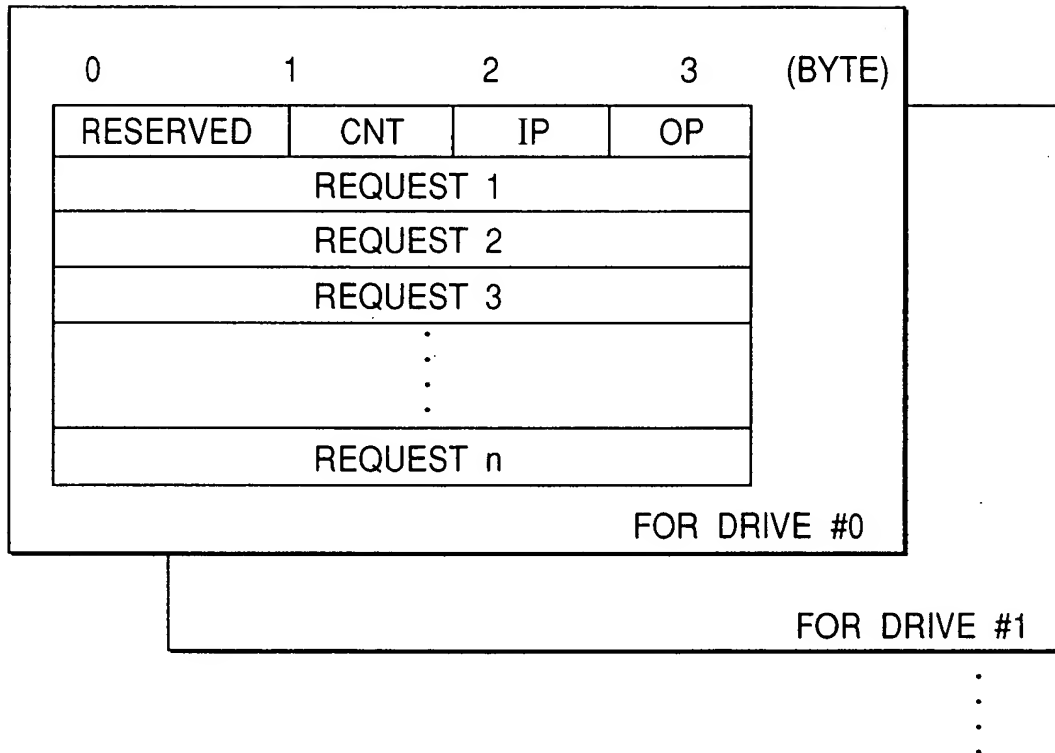 0 1 2 3 (BYTE)
RESERVED CNT IP OP
REQUEST 1
REQUEST 2
REQUEST 3
REQUEST n
FOR DRIVE #0
FOR DRIVE #1